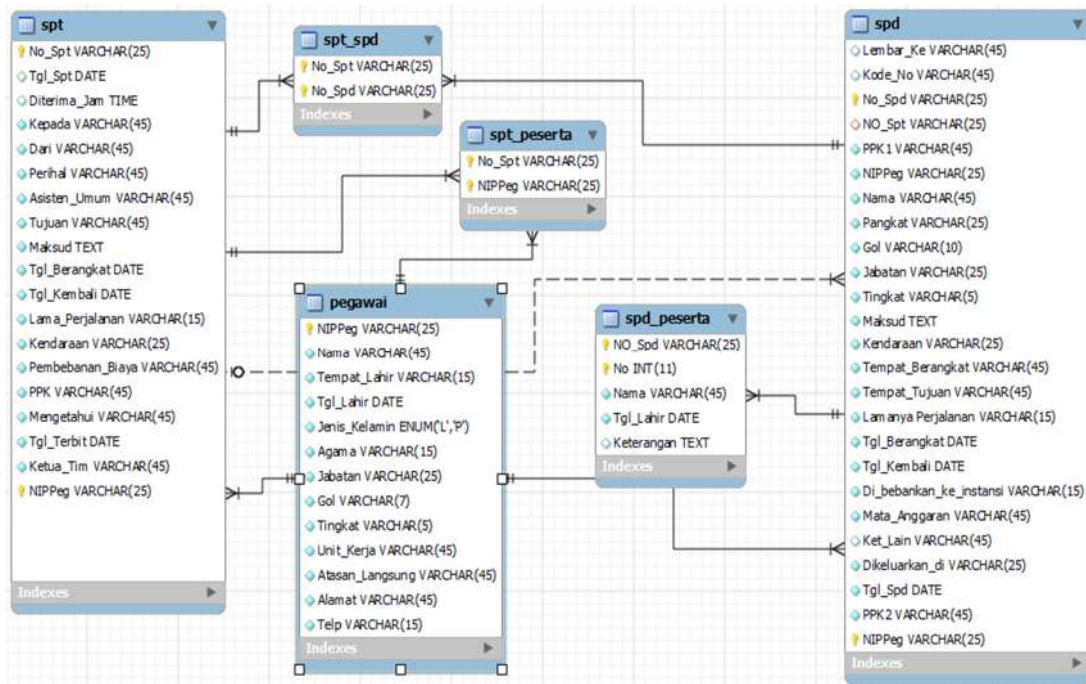 spt
No_Spt VARCHAR(25)
Tgl_Spt DATE
Diterima_Jam TIME
Kepada VARCHAR(45)
Dari VARCHAR(45)
Perihal VARCHAR(45)
Asisten_Umum VARCHAR(45)
Tujuan VARCHAR(45)
Maksud TEXT
Tgl_Berangkat DATE
Tgl_Kembali DATE
Lama_Perjalanan VARCHAR(15)
Kendaraan VARCHAR(25)
Pembebanan_Biaya VARCHAR(45)
PPK VARCHAR(45)
Mengetahui VARCHAR(45)
Tgl_Terbit DATE
Ketua_Tim VARCHAR(45)
NIPPeg VARCHAR(25)
Indexes
spt_spd
No_Spt VARCHAR(25)
No_Spd VARCHAR(25)
Indexes
spt_peserta
No_Spt VARCHAR(25)
NIPPeg VARCHAR(25)
Indexes
pegawai
NIPPeg VARCHAR(25)
Nama VARCHAR(45)
Tempat_Lahir VARCHAR(15)
Tgl_Lahir DATE
Jenis_Kelamin ENUM('L','P')
Agama VARCHAR(15)
Jabatan VARCHAR(25)
Gol VARCHAR(7)
Tingkat VARCHAR(5)
Unit_Kerja VARCHAR(45)
Atasan_Langsung VARCHAR(45)
Alamat VARCHAR(45)
Telp VARCHAR(15)
Indexes
spd_peserta
NO_Spd VARCHAR(25)
No INT(11)
Nama VARCHAR(45)
Tgl_Lahir DATE
Keterangan TEXT
Indexes
spd
Lembar_Ke VARCHAR(45)
Kode_No VARCHAR(45)
No_Spd VARCHAR(25)
NO_Spt VARCHAR(25)
PPK1 VARCHAR(45)
NIPPeg VARCHAR(25)
Nama VARCHAR(45)
Pangkat VARCHAR(25)
Gol VARCHAR(10)
Jabatan VARCHAR(25)
Tingkat VARCHAR(5)
Maksud TEXT
Kendaraan VARCHAR(25)
Tempat_Berangkat VARCHAR(45)
Tempat_Tujuan VARCHAR(45)
Lamanya Perjalanan VARCHAR(15)
Tgl_Berangkat DATE
Tgl_Kembali DATE
Di_bebankan_ke_instansi VARCHAR(15)
Mata_Anggaran VARCHAR(45)
Ket_Lain VARCHAR(45)
Dikeluarkan_di VARCHAR(25)
Tgl_Spd DATE
PPK2 VARCHAR(45)
NIPPeg VARCHAR(25)
Indexes